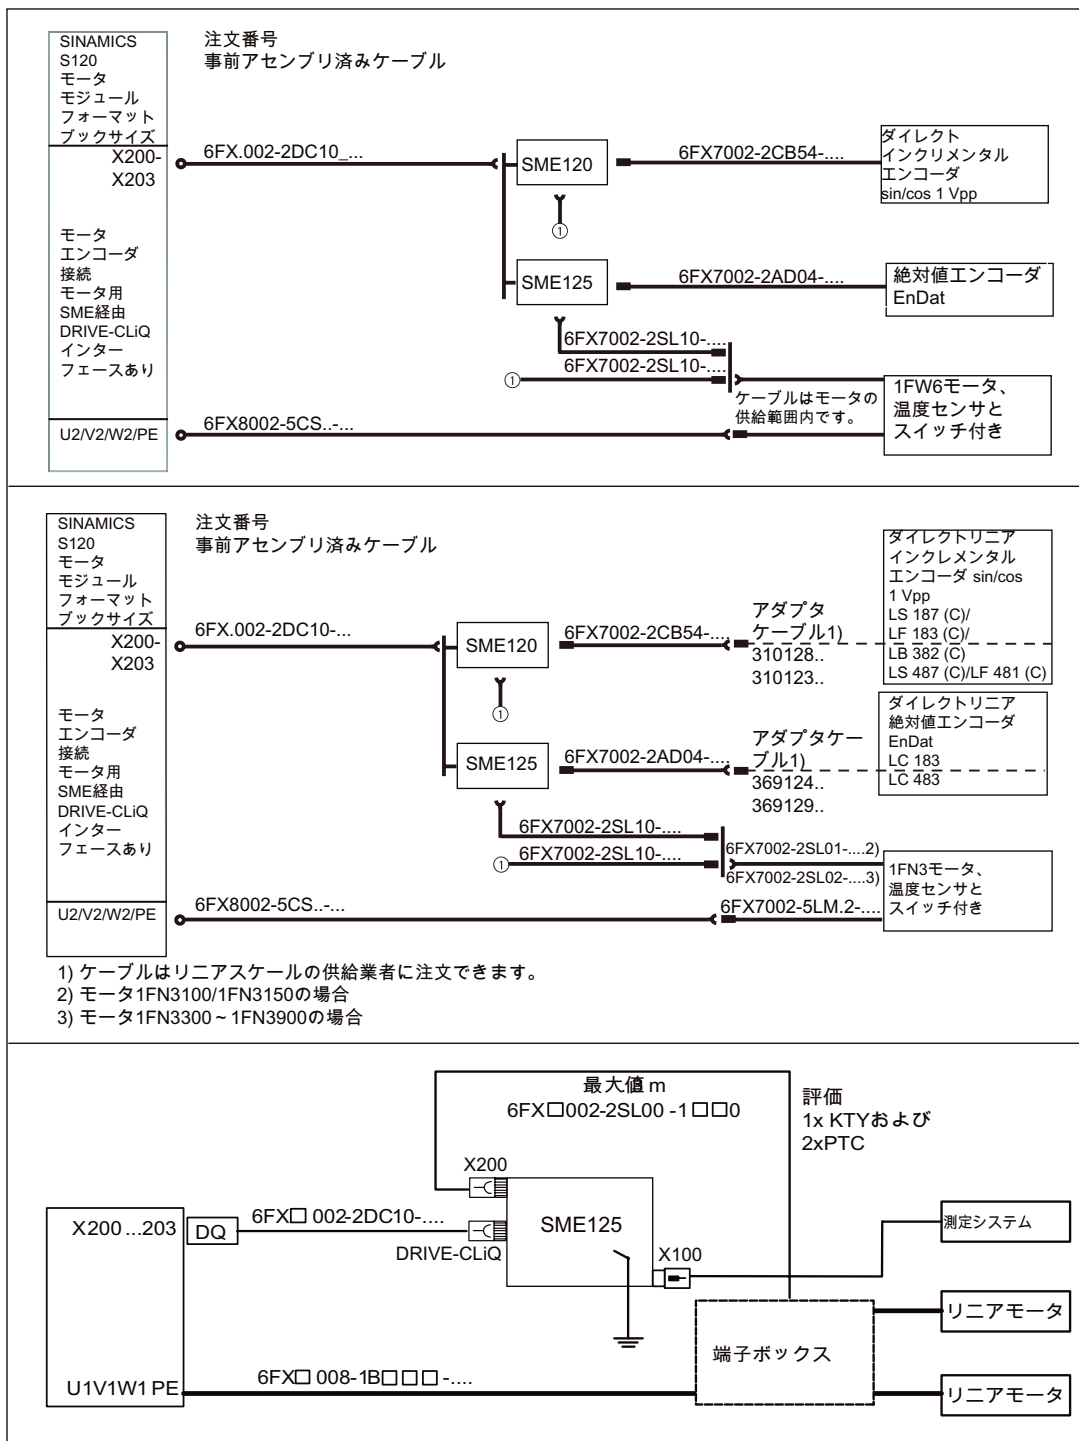 SINAMICS
S120
モータ
モジュール
フォーマット
ブックサイズ
注文番号
事前アセンブリ済みケーブル
X200-
X203
6FX.002-2DC10_...
SME120
6FX7002-2CB54-....
ダイレクト
インクリメンタル
エンコーダ
sin/cos 1 Vpp
①
モータ
エンコーダ
接続
モータ用
SME経由
DRIVE-CLiQ
インター
フェースあり
SME125
6FX7002-2AD04-....
絶対値エンコーダ
EnDat
6FX7002-2SL10-....
6FX7002-2SL10-....
①
ケーブルはモータの
供給範囲内です。
1FW6モータ、
温度センサと
スイッチ付き
U2/V2/W2/PE
6FX8002-5CS..-...
SINAMICS
S120
モータ
モジュール
フォーマット
ブックサイズ
注文番号
事前アセンブリ済みケーブル
X200-
X203
6FX.002-2DC10-...
SME120
6FX7002-2CB54-....
アダプタ
ケーブル1)
310128..
310123..
ダイレクトリニア
インクレメンタル
エンコーダ sin/cos
1 Vpp
LS 187 (C)/
LF 183 (C)/
LB 382 (C)
LS 487 (C)/LF 481 (C)
①
モータ
エンコーダ
接続
モータ用
SME経由
DRIVE-CLiQ
インター
フェースあり
SME125
6FX7002-2AD04-....
アダプタケー
ブル1)
369124..
369129..
ダイレクトリニア
絶対値エンコーダ
EnDat
LC 183
LC 483
6FX7002-2SL10-....
6FX7002-2SL10-....
①
6FX7002-2SL01-....2)
6FX7002-2SL02-....3)
1FN3モータ、
温度センサと
スイッチ付き
U2/V2/W2/PE
6FX8002-5CS..-...
6FX7002-5LM.2-....
1) ケーブルはリニアスケールの供給業者に注文できます。
2) モータ1FN3100/1FN3150の場合
3) モータ1FN3300 ~ 1FN3900の場合
最大値 m
6FX□002-2SL00 -1□□0
評価
1x KTYおよび
2xPTC
X200
X200 ...203
DQ
6FX□ 002-2DC10-....
DRIVE-CLiQ
SME125
X100
測定システム
リニアモータ
端子ボックス
U1V1W1 PE
6FX□ 008-1B□□□-....
リニアモータ